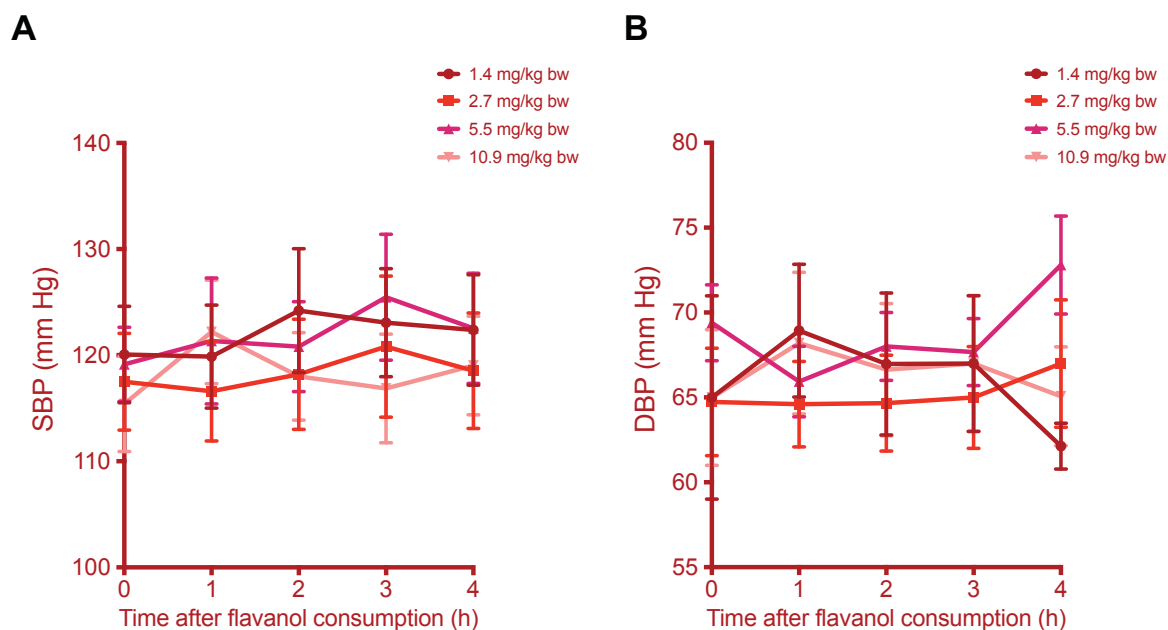 A
1.4 mg/kg bw
2.7 mg/kg bw
5.5 mg/kg bw
10.9 mg/kg bw
SBP (mm Hg)
140
130
120
110
100
0 1 2 3 4
Time after flavanol consumption (h)
B
1.4 mg/kg bw
2.7 mg/kg bw
5.5 mg/kg bw
10.9 mg/kg bw
DBP (mm Hg)
80
75
70
65
60
55
0 1 2 3 4
Time after flavanol consumption (h)